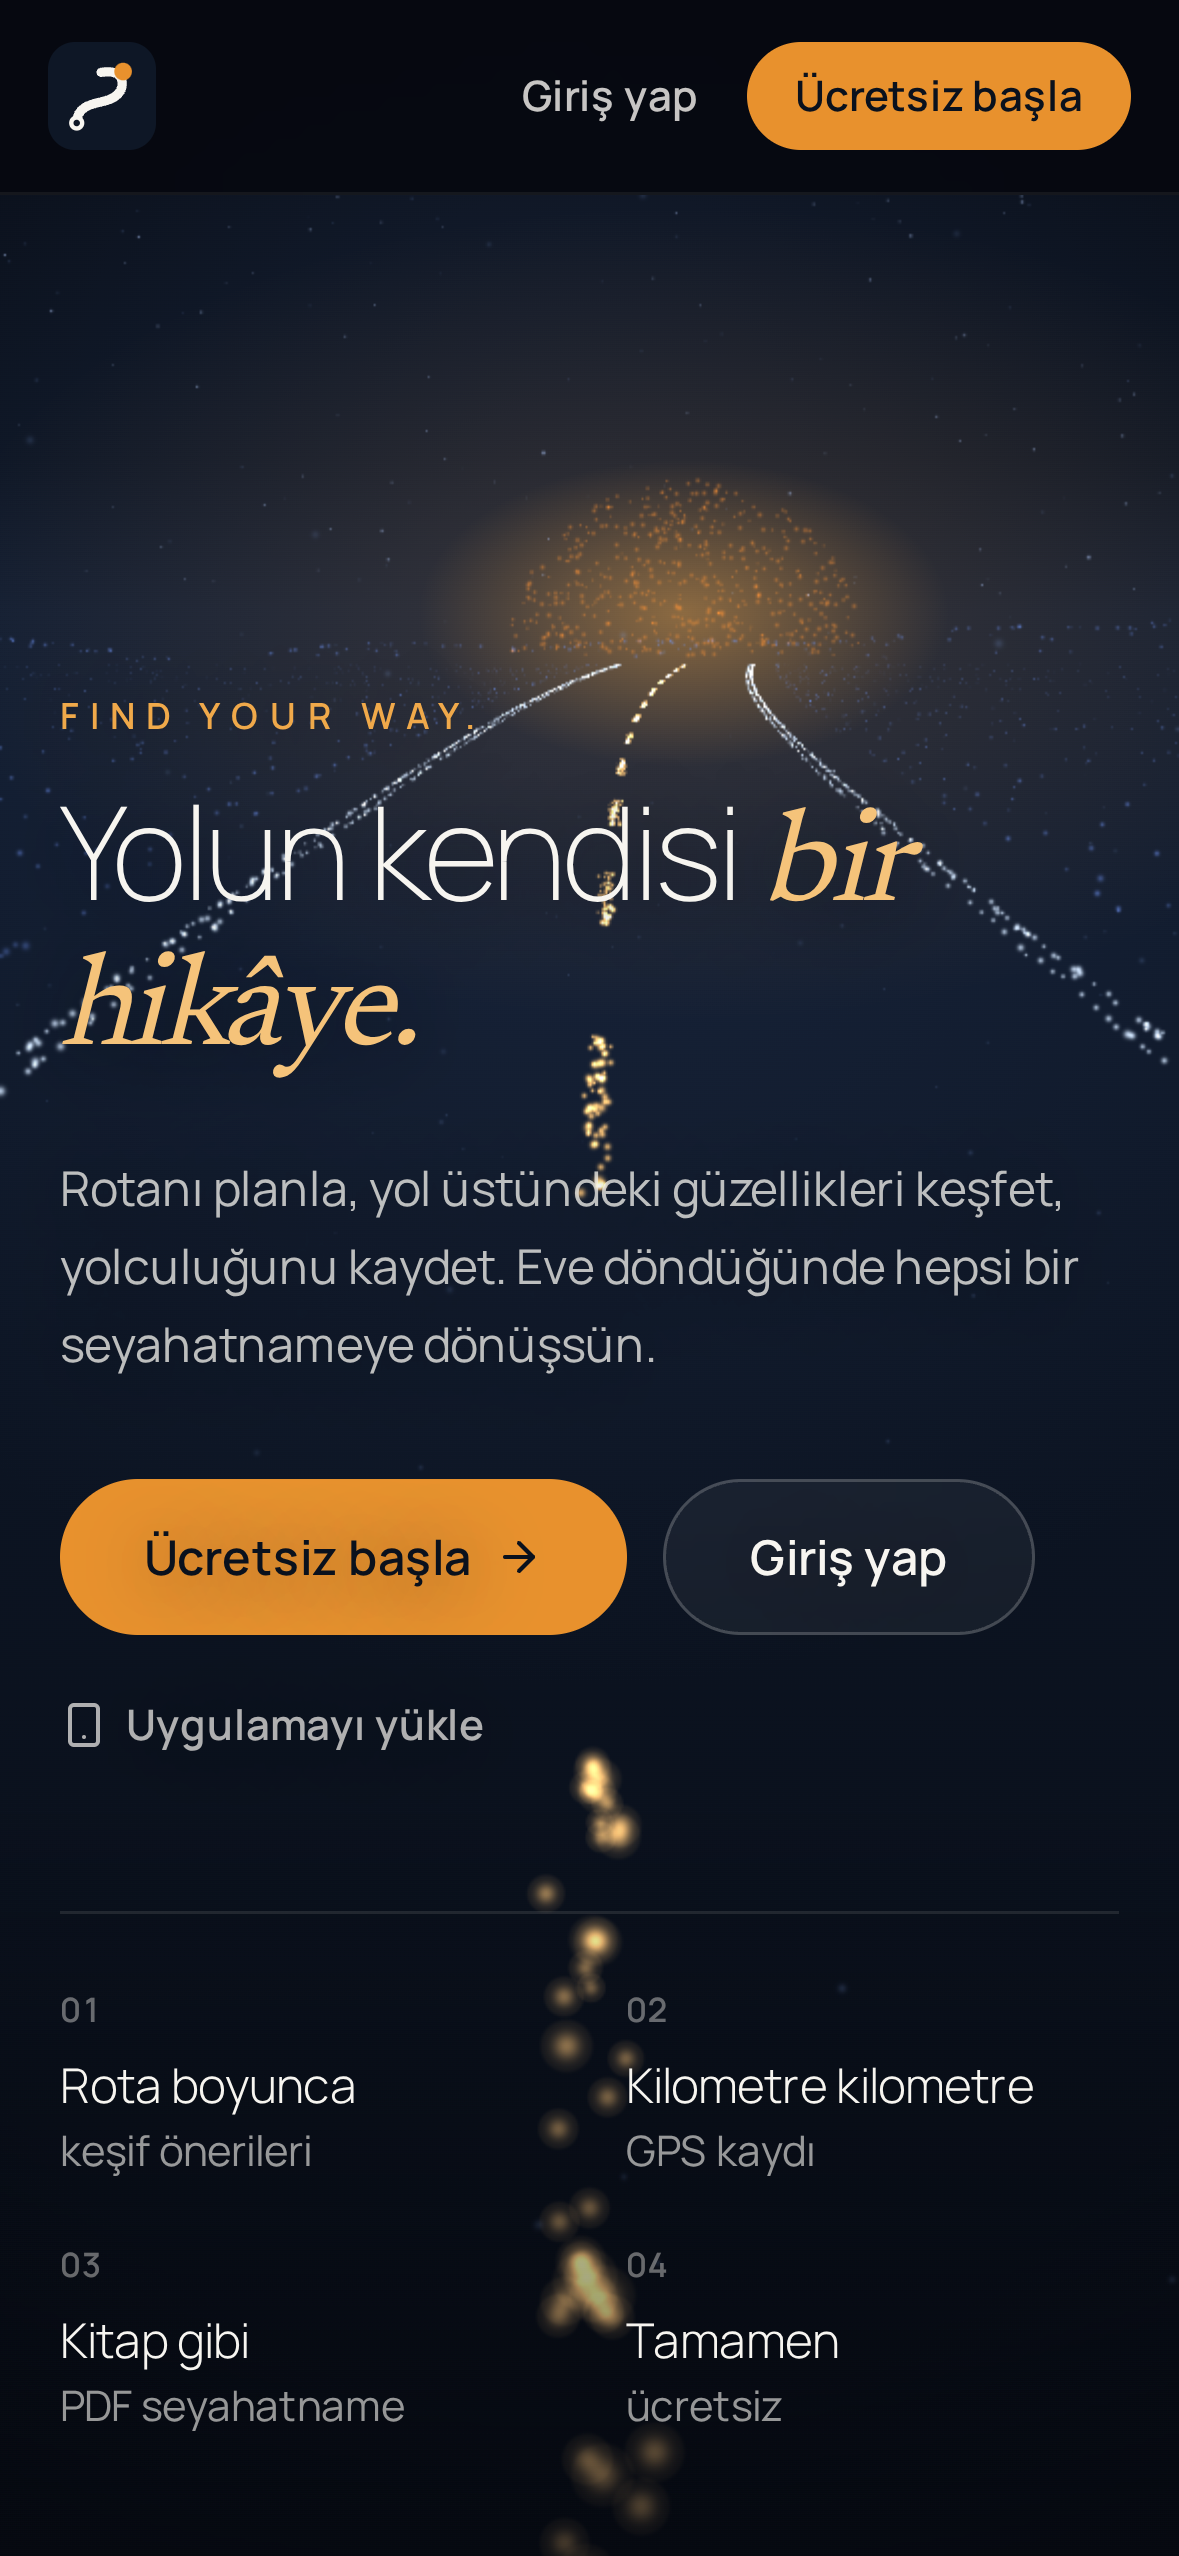 Giriş yap
Ücretsiz başla
FIND YOUR WAY.
Yolun kendisi bir
hikâye.
Rotanı planla, yol üstündeki güzellikleri keşfet,
yolculuğunu kaydet. Eve döndüğünde hepsi bir
seyahatnameye dönüşsün.
Ücretsiz başla →
Giriş yap
Uygulamayı yükle
01
Rota boyunca
keşif önerileri
02
Kilometre kilometre
GPS kaydı
03
Kitap gibi
PDF seyahatname
04
Tamamen
ücretsiz